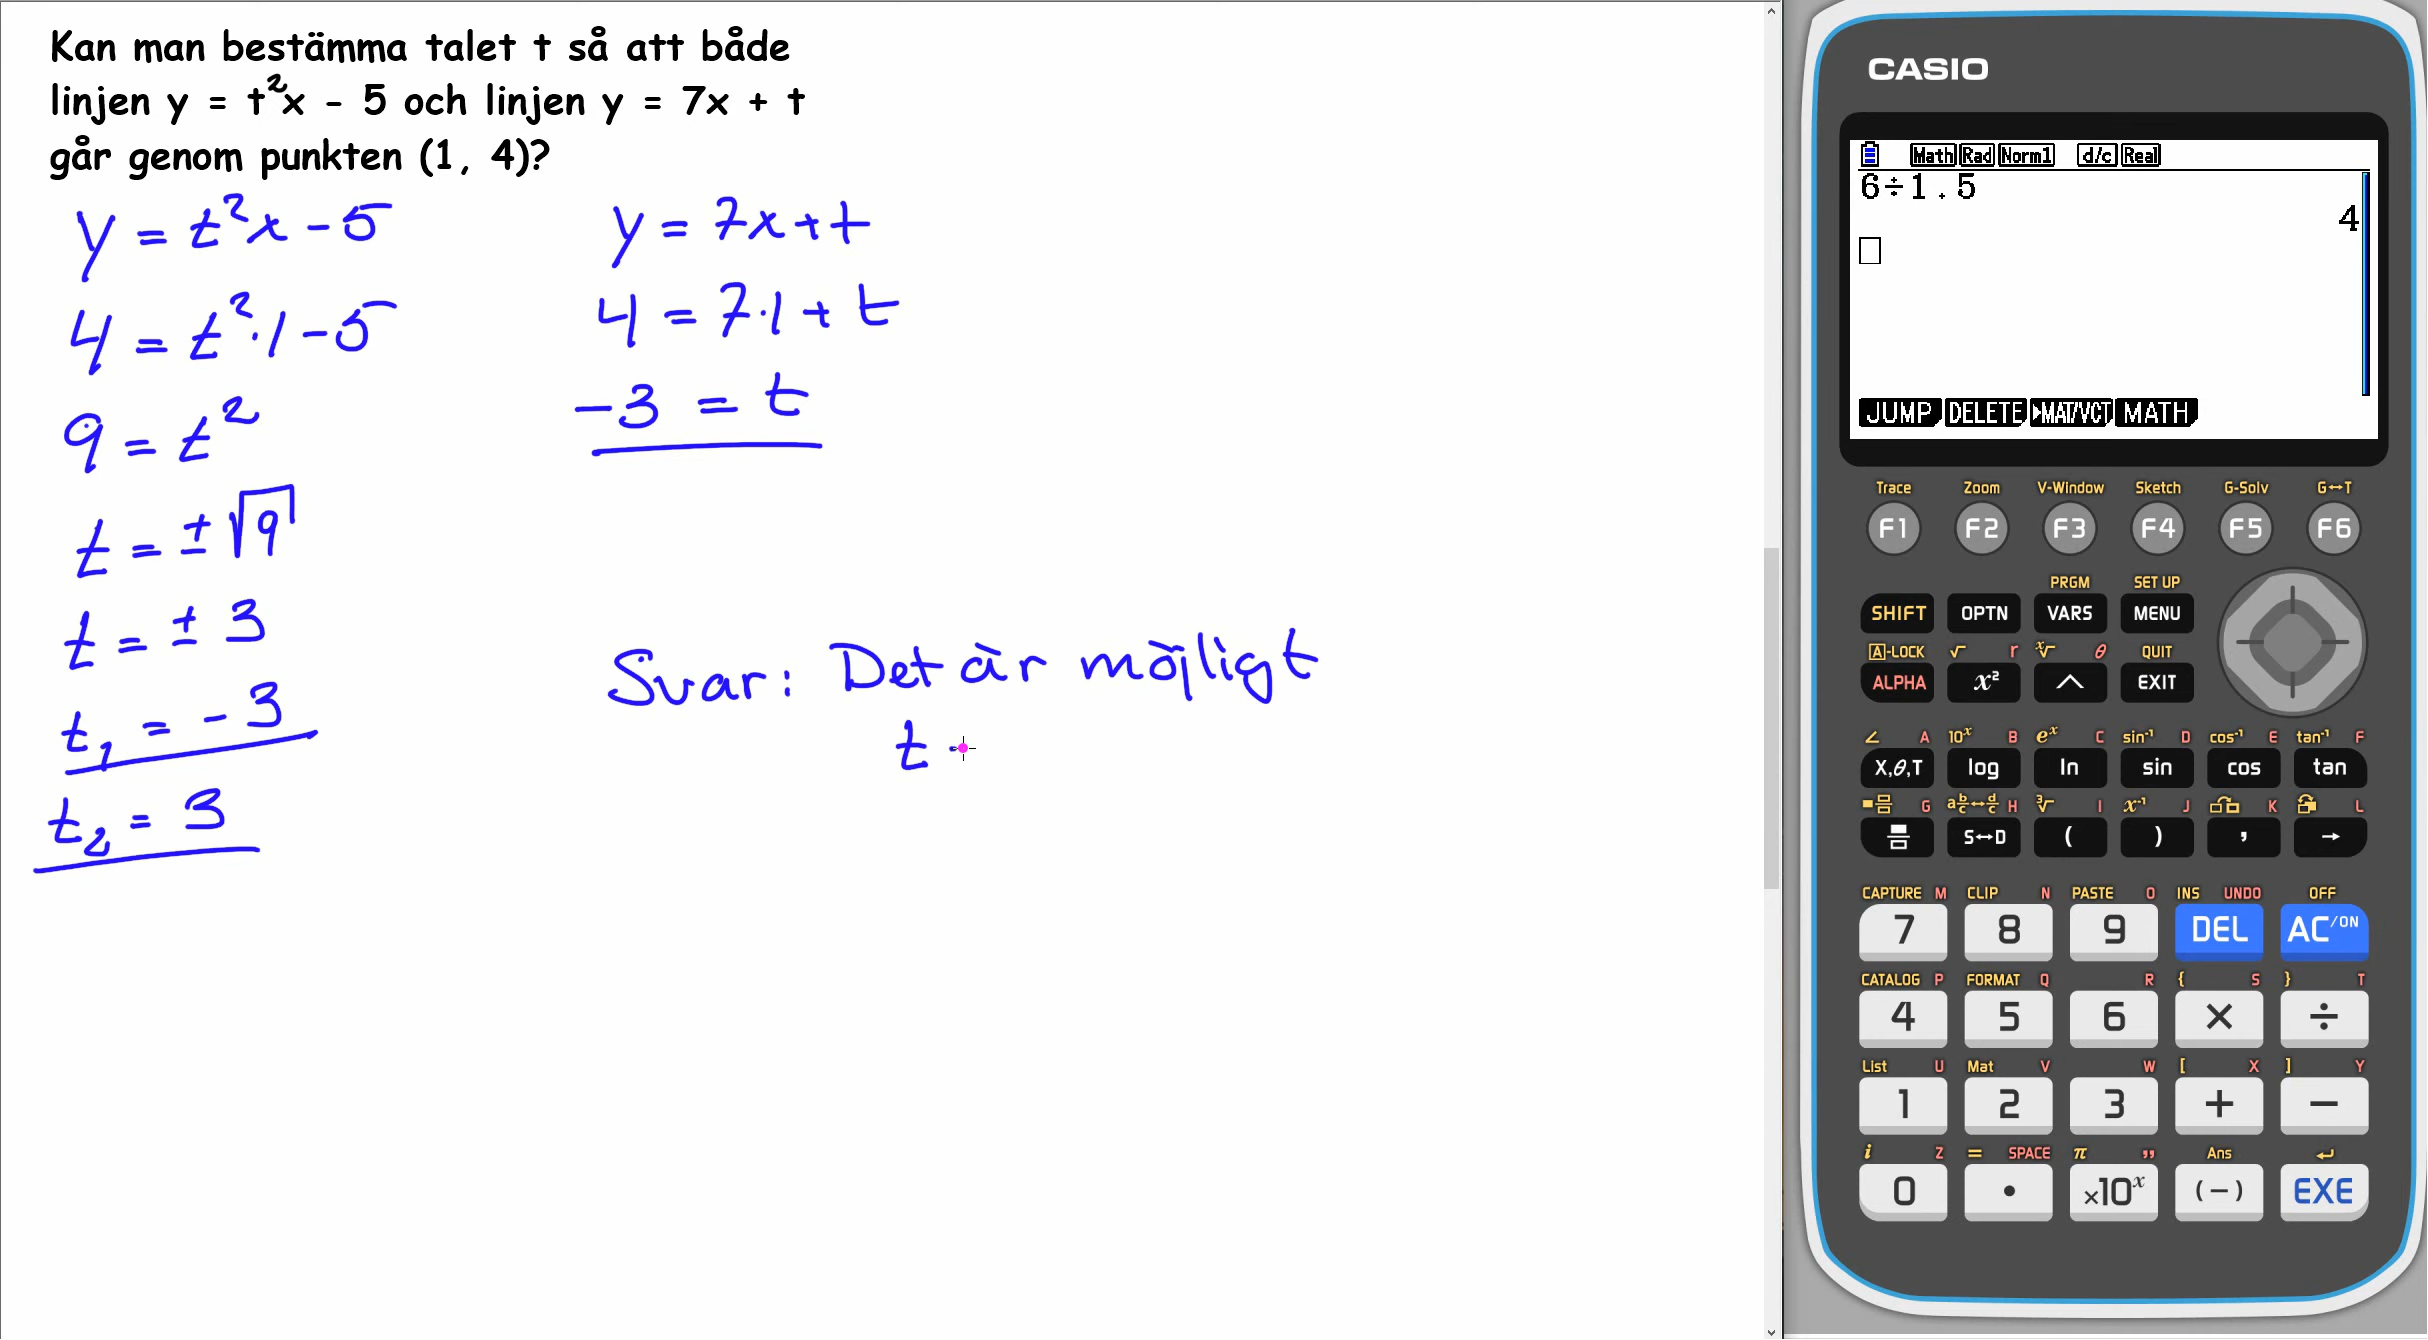 Kan man bestämma talet t så att både
linjen y = t²x - 5 och linjen y = 7x + t
går genom punkten (1, 4)?
y = t²x - 5
4 = t²·1 - 5
9 = t²
t = ± √9
t = ± 3
t₁ = - 3
t₂ = 3
y = 7x + t
4 = 7·1 + t
-3 = t
Svar: Det är möjligt
t -
CASIO
Math Rad Norm1 d/c Real
6÷1.5
4
JUMP DELETE ▶MAT/VCT MATH
Trace Zoom V-Window Sketch G-Solv G↔T
F1 F2 F3 F4 F5 F6
PRGM SET UP
SHIFT OPTN VARS MENU
A-LOCK √ r ˣ√ θ QUIT
ALPHA x² ^ EXIT
∠ A 10ˣ B eˣ C sin⁻¹ D cos⁻¹ E tan⁻¹ F
X,θ,T log ln sin cos tan
G a b/c↔d/c H ³√ I x⁻¹ J K L
S↔D ( ) , →
CAPTURE M CLIP N PASTE O INS UNDO OFF
7 8 9 DEL AC/ON
CATALOG P FORMAT Q R { S } T
4 5 6 × ÷
List U Mat V W [ X ] Y
1 2 3 + −
i Z = SPACE π " Ans ↵
0 • ×10ˣ (−) EXE